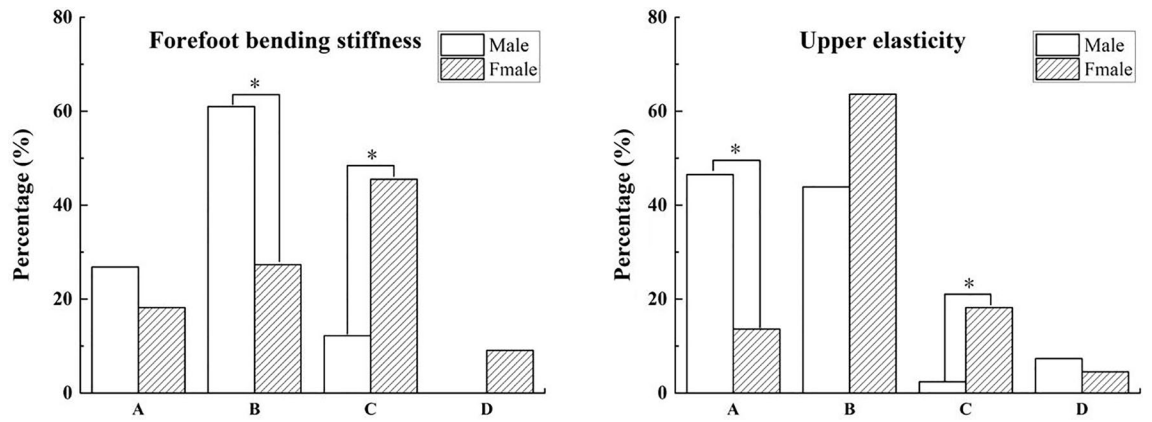 Forefoot bending stiffness
Male
Fmale
Percentage (%)
80
60
40
20
0
*
*
A B C D
Upper elasticity
Male
Fmale
Percentage (%)
80
60
40
20
0
*
*
A B C D